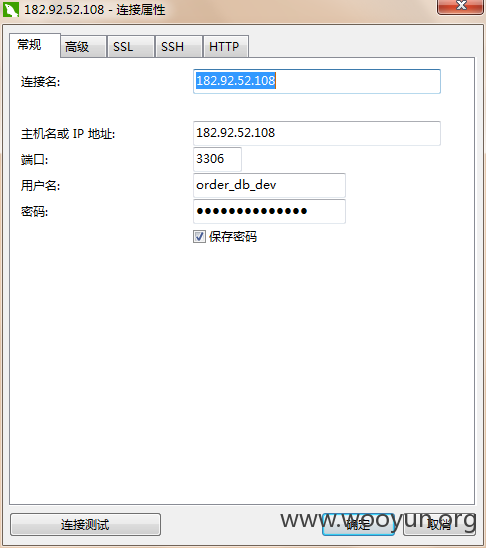 182.92.52.108 - 连接属性
常规 高级 SSL SSH HTTP
连接名: 182.92.52.108
主机名或 IP 地址: 182.92.52.108
端口: 3306
用户名: order_db_dev
密码: ●●●●●●●●●●●●●●
保存密码
连接测试 确定 取消
www.wooyun.org